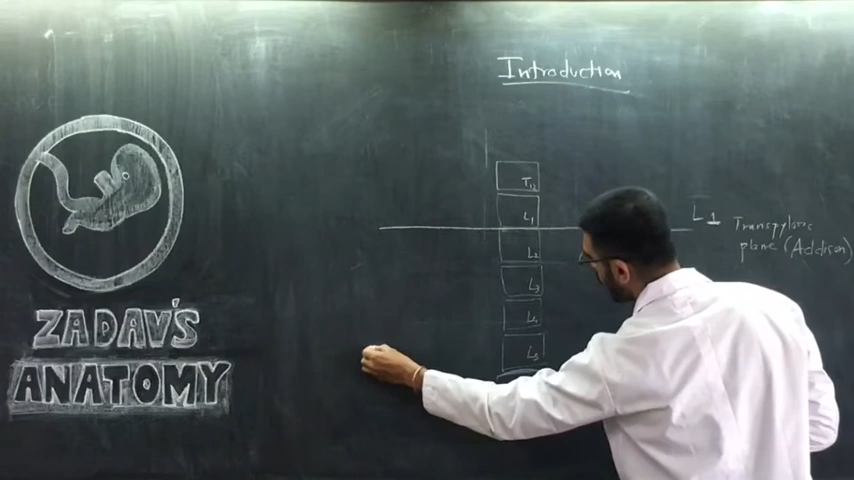 Introduction
T12
L1
L2
L3
L4
L5
L1
Transpyloric
plane (Addison)
ZADAV'S
ANATOMY